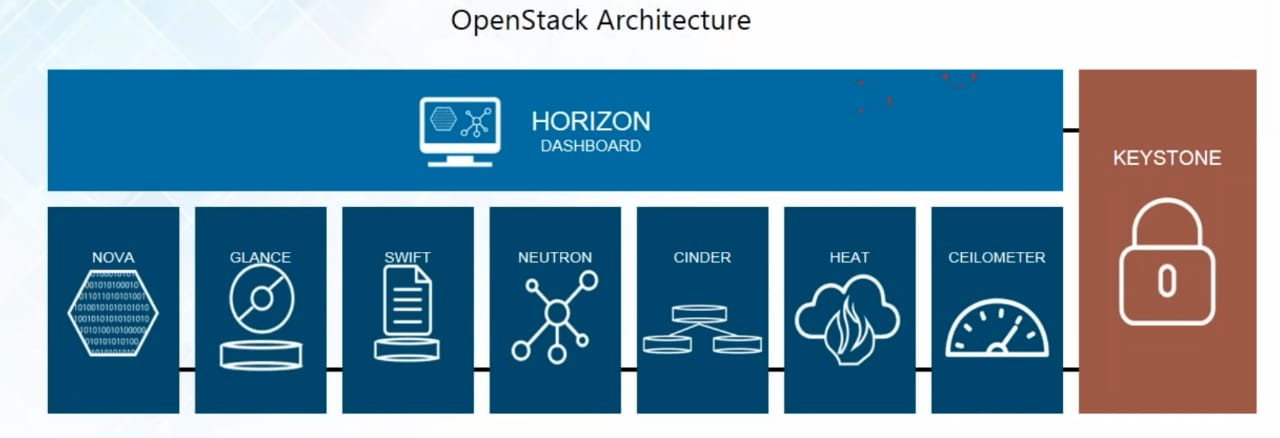 OpenStack Architecture
HORIZON
DASHBOARD
KEYSTONE
NOVA
GLANCE
SWIFT
NEUTRON
CINDER
HEAT
CEILOMETER